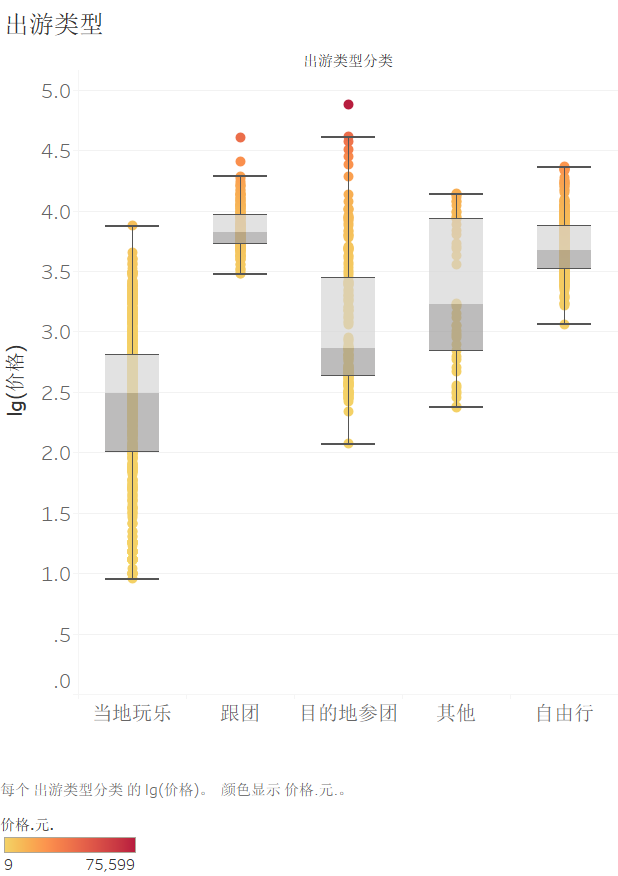 出游类型
出游类型分类
5.0
4.5
4.0
3.5
3.0
2.5
2.0
1.5
1.0
.5
.0
lg(价格)
当地玩乐 跟团 目的地参团 其他 自由行
每个 出游类型分类 的 lg(价格)。 颜色显示 价格.元.。
价格.元.
9 75,599